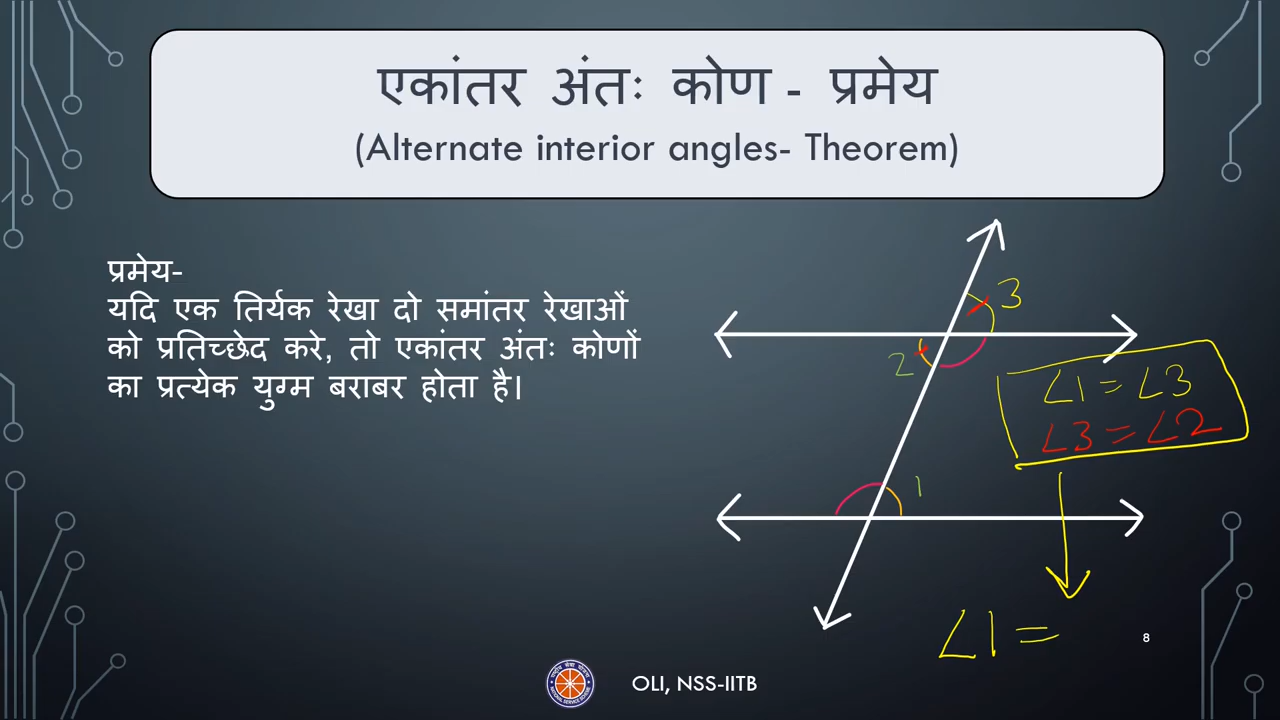 एकांतर अंतः कोण - प्रमेय
(Alternate interior angles- Theorem)
प्रमेय-
यदि एक तिर्यक रेखा दो समांतर रेखाओं
को प्रतिच्छेद करे, तो एकांतर अंतः कोणों
का प्रत्येक युग्म बराबर होता है।
3
2
∠1 = ∠3
∠3 = ∠2
1
∠1 =
8
OLI, NSS-IITB